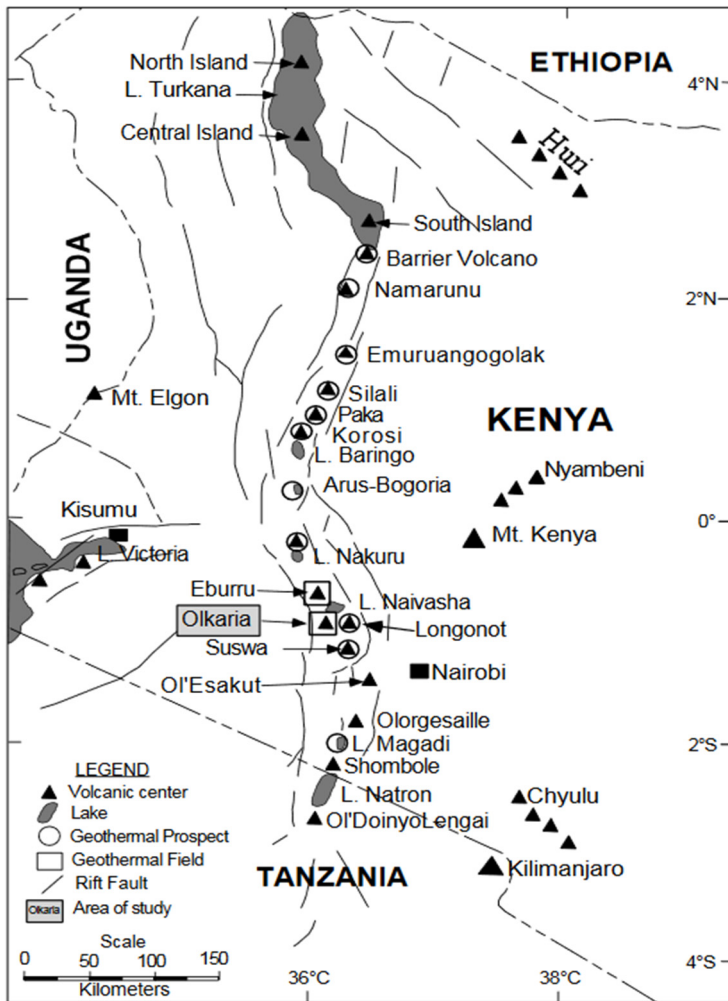 North Island
ETHIOPIA
4°N
L. Turkana
Central Island
Huri
South Island
Barrier Volcano
Namarunu
2°N
UGANDA
Emuruangogolak
Silali
Mt. Elgon
Paka
KENYA
Korosi
L. Baringo
Nyambeni
Arus-Bogoria
Kisumu
0°
Mt. Kenya
L. Victoria
L. Nakuru
Eburru
L. Naivasha
Olkaria
Longonot
Suswa
Nairobi
Ol'Esakut
Olorgesaille
L. Magadi
2°S
LEGEND
Shombole
Volcanic center
L. Natron
Chyulu
Lake
Ol'DoinyoLengai
Geothermal Prospect
Geothermal Field
Kilimanjaro
Rift Fault
TANZANIA
Olkaria Area of study
Scale
0 50 100 150
Kilometers
36°C
38°C
4°S